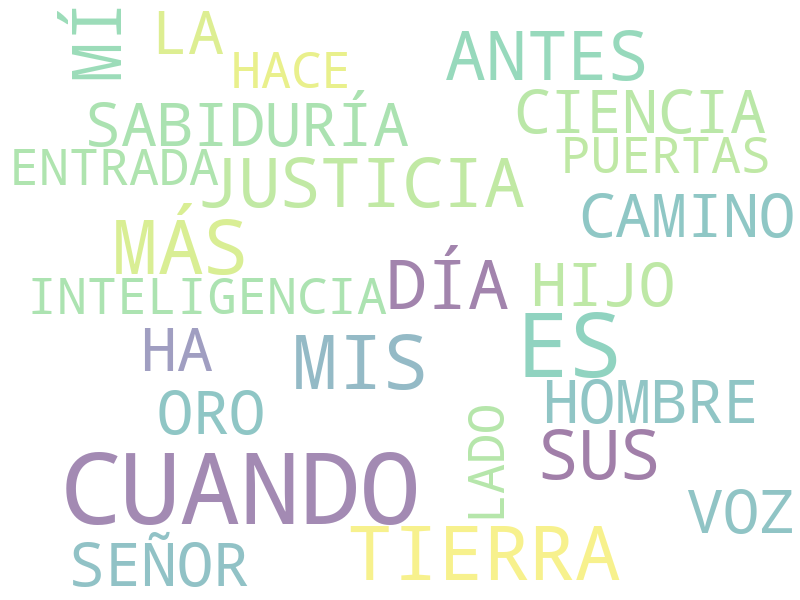 MÍ
LA
HACE
ANTES
SABIDURÍA
CIENCIA
ENTRADA
PUERTAS
JUSTICIA
CAMINO
MÁS
DÍA
HIJO
INTELIGENCIA
ES
HA
MIS
ORO
HOMBRE
LADO
SUS
CUANDO
VOZ
SEÑOR
TIERRA